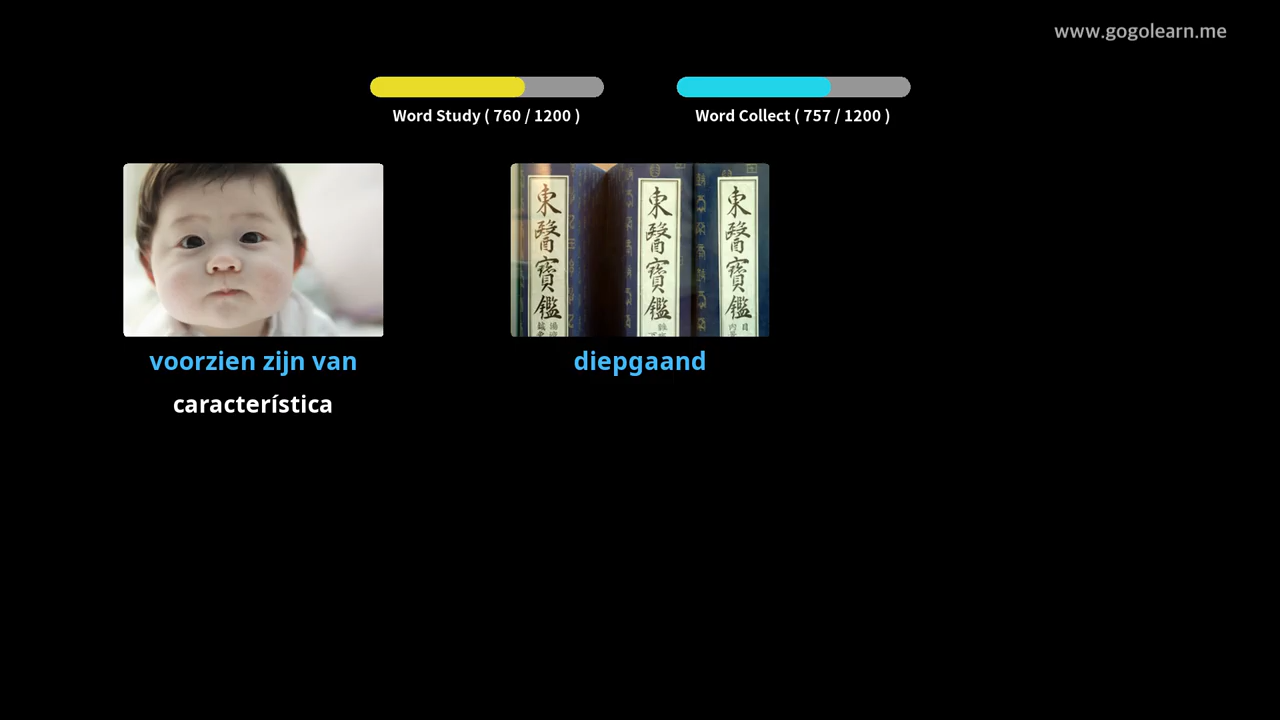 www.gogolearn.me
Word Study ( 760 / 1200 )
Word Collect ( 757 / 1200 )
東醫寶鑑
東醫寶鑑
東醫寶鑑
voorzien zijn van
diepgaand
característica